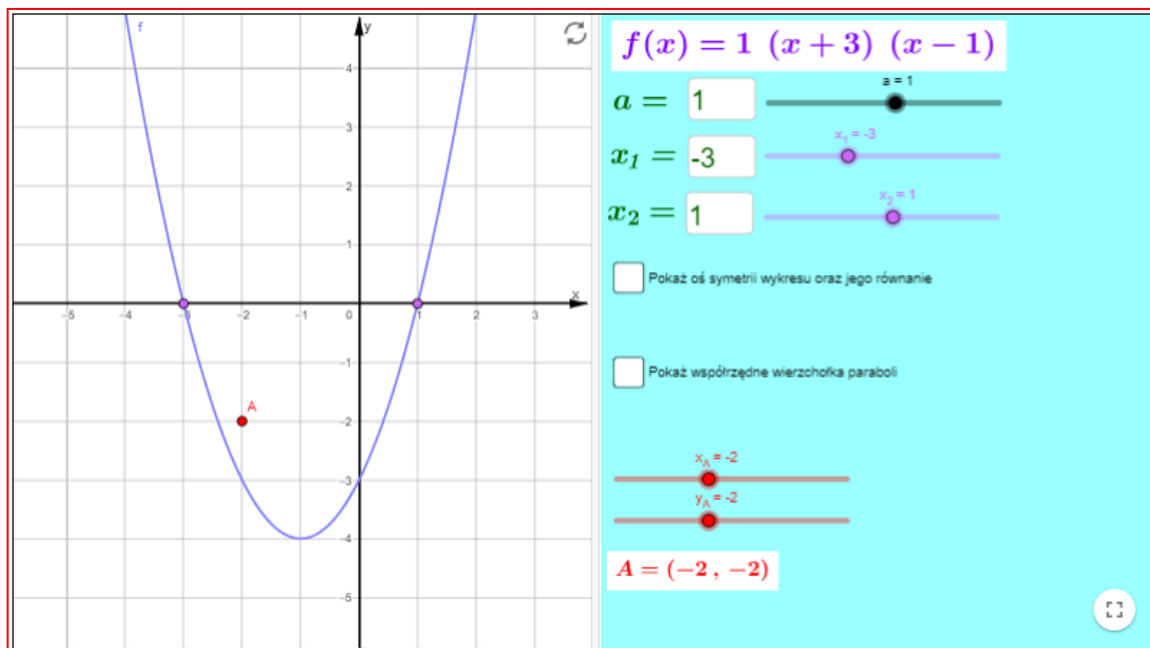 f
y
4
3
2
1
x
-5
-4
-3
-2
-1
0
1
2
3
-1
A
-2
-3
-4
-5
f(x) = 1 (x + 3) (x − 1)
a = 1
a = 1
x₁ = -3
x₁ = -3
x₂ = 1
x₂ = 1
Pokaż oś symetrii wykresu oraz jego równanie
Pokaż współrzędne wierzchołka paraboli
x_A = -2
y_A = -2
A = (−2 , −2)